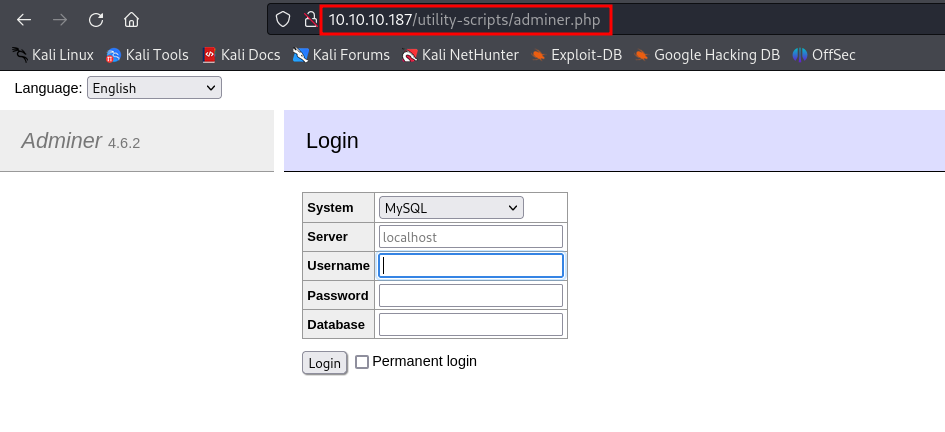 10.10.10.187/utility-scripts/adminer.php
Kali Linux Kali Tools Kali Docs Kali Forums Kali NetHunter Exploit-DB Google Hacking DB OffSec
Language: English
Adminer 4.6.2
Login
System MySQL
Server localhost
Username
Password
Database
Login Permanent login